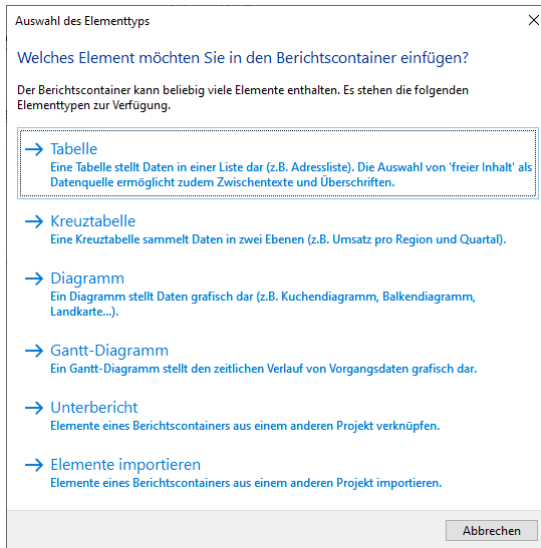 Auswahl des Elementtyps
Welches Element möchten Sie in den Berichtscontainer einfügen?
Der Berichtscontainer kann beliebig viele Elemente enthalten. Es stehen die folgenden
Elementtypen zur Verfügung.
Tabelle
Eine Tabelle stellt Daten in einer Liste dar (z.B. Adressliste). Die Auswahl von 'freier Inhalt' als
Datenquelle ermöglicht zudem Zwischentexte und Überschriften.
Kreuztabelle
Eine Kreuztabelle sammelt Daten in zwei Ebenen (z.B. Umsatz pro Region und Quartal).
Diagramm
Ein Diagramm stellt Daten grafisch dar (z.B. Kuchendiagramm, Balkendiagramm,
Landkarte...).
Gantt-Diagramm
Ein Gantt-Diagramm stellt den zeitlichen Verlauf von Vorgangsdaten grafisch dar.
Unterbericht
Elemente eines Berichtscontainers aus einem anderen Projekt verknüpfen.
Elemente importieren
Elemente eines Berichtscontainers aus einem anderen Projekt importieren.
Abbrechen